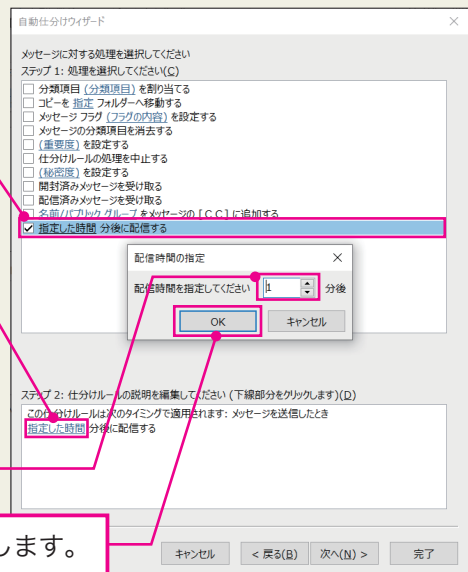 自動仕分けウィザード
メッセージに対する処理を選択してください
ステップ 1: 処理を選択してください(C)
分類項目 (分類項目) を割り当てる
コピーを 指定 フォルダーへ移動する
メッセージ フラグ (フラグの内容) を設定する
メッセージの分類項目を消去する
(重要度) を設定する
仕分けルールの処理を中止する
(秘密度) を設定する
開封済みメッセージを受け取る
配信済みメッセージを受け取る
名前/パブリック グループ をメッセージの [ C C ] に追加する
指定した時間 分後に配信する
配信時間の指定
配信時間を指定してください 1 分後
OK キャンセル
ステップ 2: 仕分けルールの説明を編集してください (下線部分をクリックします)(D)
この仕分けルールは次のタイミングで適用されます: メッセージを送信したとき
指定した時間 分後に配信する
します。
キャンセル < 戻る(B) 次へ(N) > 完了